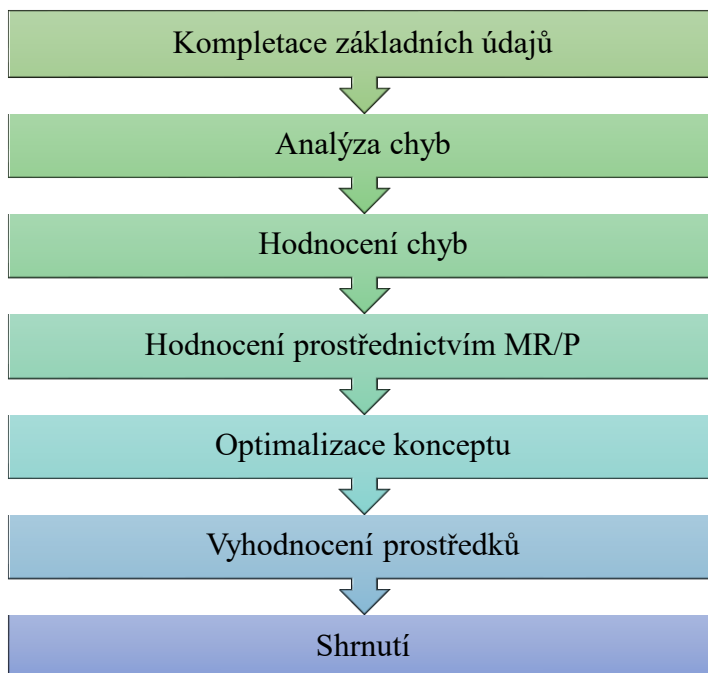 Kompletace základních údajů
Analýza chyb
Hodnocení chyb
Hodnocení prostřednictvím MR/P
Optimalizace konceptu
Vyhodnocení prostředků
Shrnutí